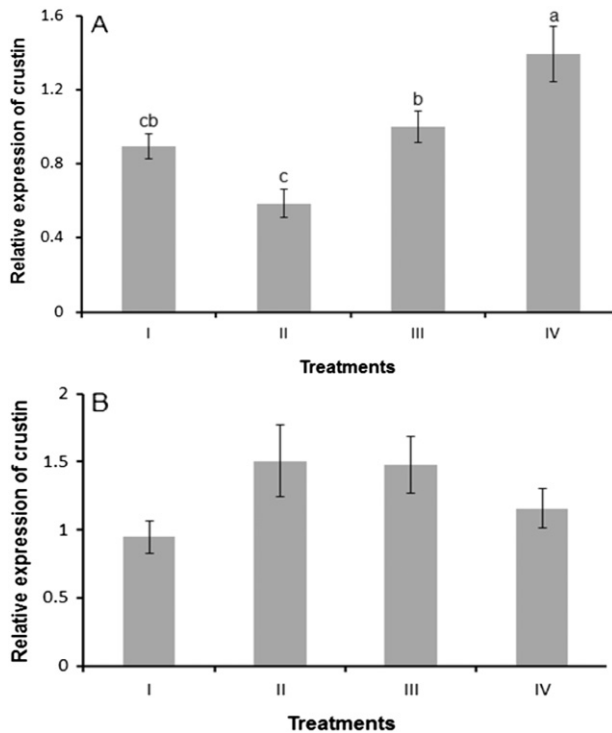 A
Relative expression of crustin
1.6
1.2
0.8
0.4
0
cb
c
b
a
I
II
III
IV
Treatments
B
Relative expression of crustin
2
1.5
1
0.5
0
I
II
III
IV
Treatments